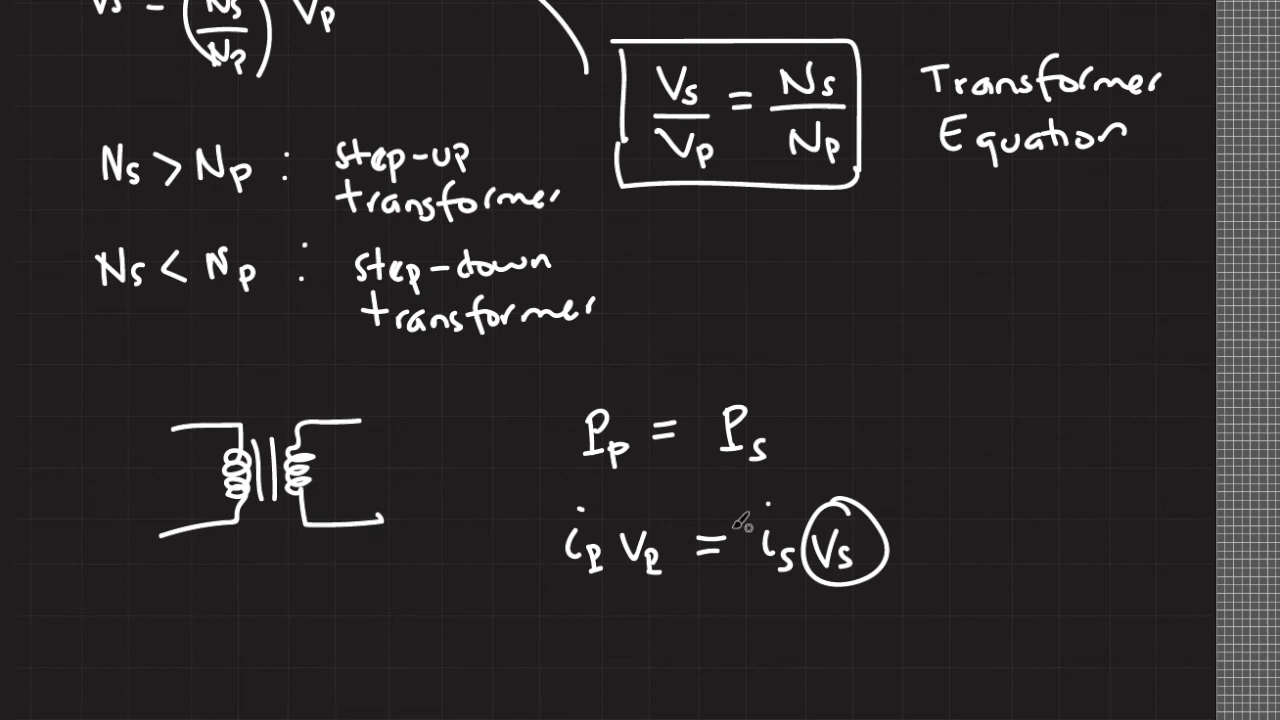 Vs = (Ns/Np) Vp
Vs/Vp = Ns/Np
Transformer
Equation
Ns > Np : step-up
transformer
Ns < Np : step-down
transformer
Pp = Ps
ip vp = is Vs